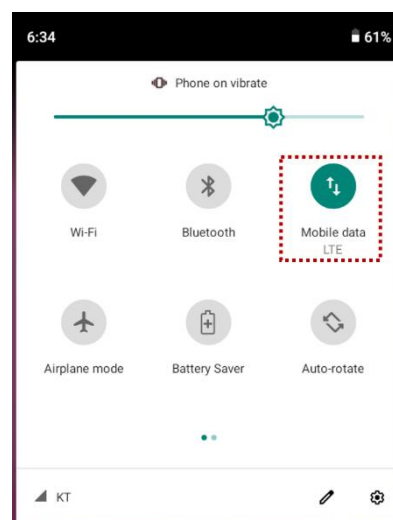 6:34 61%
Phone on vibrate
Wi-Fi Bluetooth Mobile data
LTE
Airplane mode Battery Saver Auto-rotate
KT